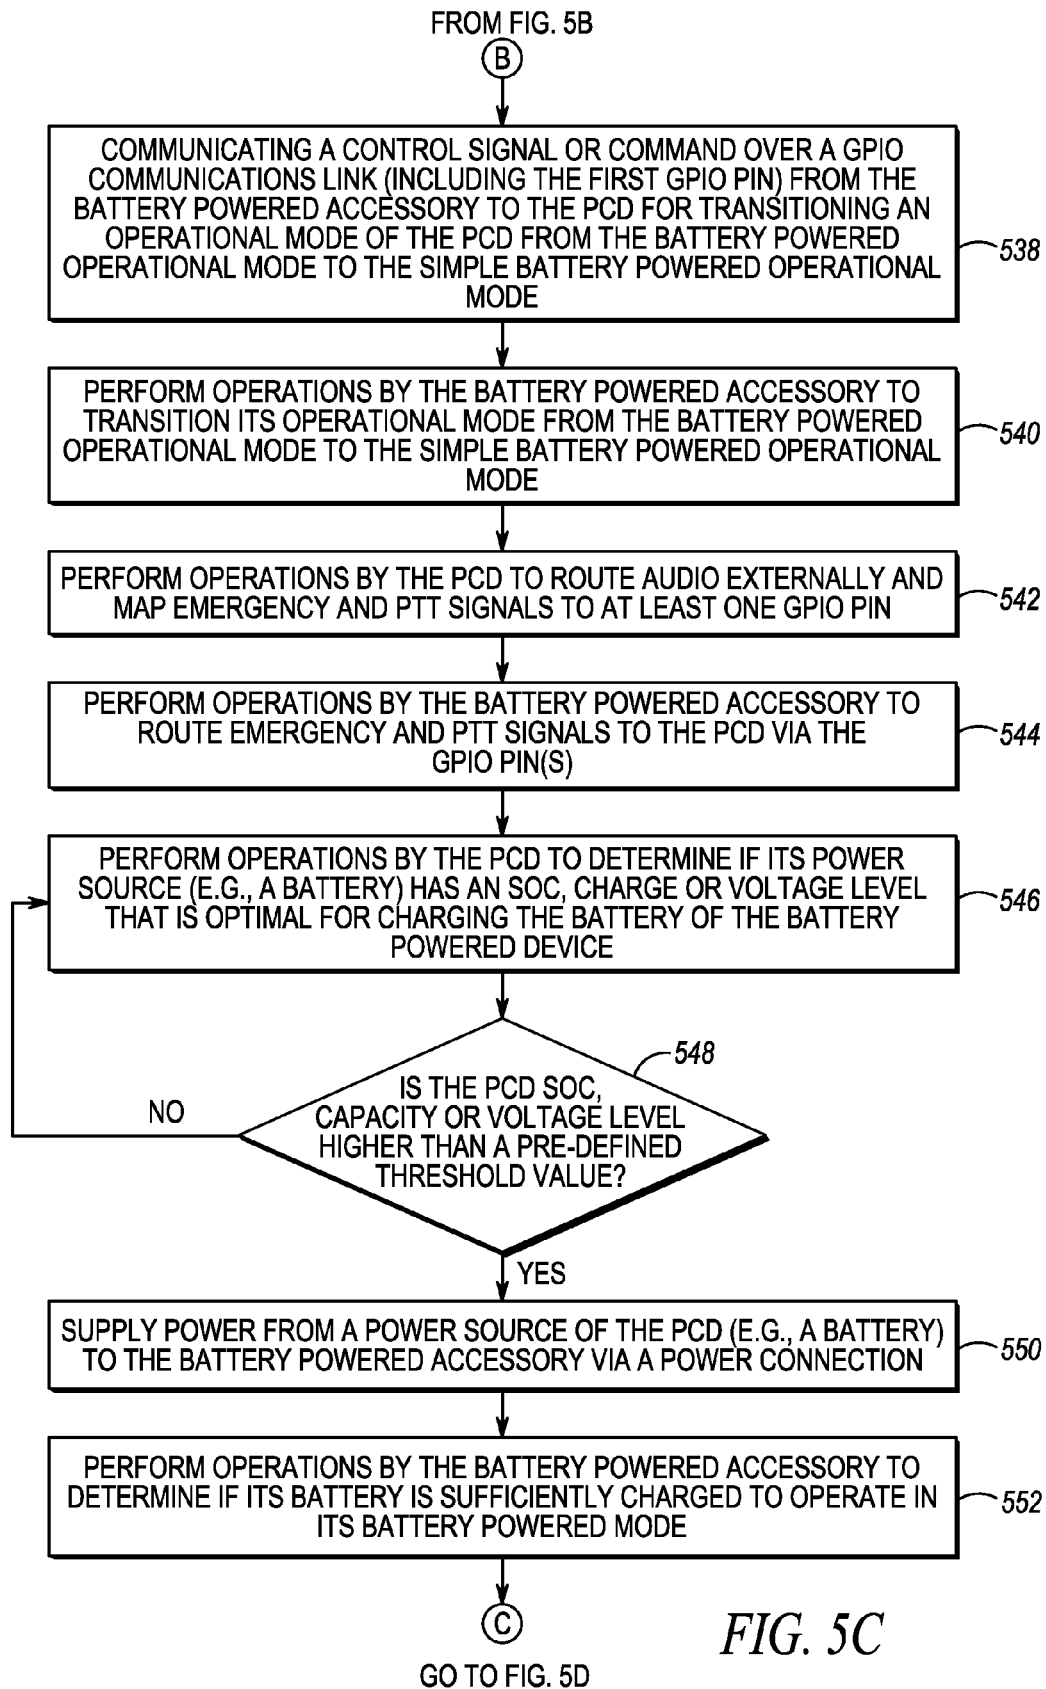 FROM FIG. 5B
B
COMMUNICATING A CONTROL SIGNAL OR COMMAND OVER A GPIO
COMMUNICATIONS LINK (INCLUDING THE FIRST GPIO PIN) FROM THE
BATTERY POWERED ACCESSORY TO THE PCD FOR TRANSITIONING AN
OPERATIONAL MODE OF THE PCD FROM THE BATTERY POWERED
OPERATIONAL MODE TO THE SIMPLE BATTERY POWERED OPERATIONAL
MODE
538
PERFORM OPERATIONS BY THE BATTERY POWERED ACCESSORY TO
TRANSITION ITS OPERATIONAL MODE FROM THE BATTERY POWERED
OPERATIONAL MODE TO THE SIMPLE BATTERY POWERED OPERATIONAL
MODE
540
PERFORM OPERATIONS BY THE PCD TO ROUTE AUDIO EXTERNALLY AND
MAP EMERGENCY AND PTT SIGNALS TO AT LEAST ONE GPIO PIN
542
PERFORM OPERATIONS BY THE BATTERY POWERED ACCESSORY TO
ROUTE EMERGENCY AND PTT SIGNALS TO THE PCD VIA THE
GPIO PIN(S)
544
PERFORM OPERATIONS BY THE PCD TO DETERMINE IF ITS POWER
SOURCE (E.G., A BATTERY) HAS AN SOC, CHARGE OR VOLTAGE LEVEL
THAT IS OPTIMAL FOR CHARGING THE BATTERY OF THE BATTERY
POWERED DEVICE
546
548
IS THE PCD SOC,
CAPACITY OR VOLTAGE LEVEL
HIGHER THAN A PRE-DEFINED
THRESHOLD VALUE?
NO
YES
SUPPLY POWER FROM A POWER SOURCE OF THE PCD (E.G., A BATTERY)
TO THE BATTERY POWERED ACCESSORY VIA A POWER CONNECTION
550
PERFORM OPERATIONS BY THE BATTERY POWERED ACCESSORY TO
DETERMINE IF ITS BATTERY IS SUFFICIENTLY CHARGED TO OPERATE IN
ITS BATTERY POWERED MODE
552
C
GO TO FIG. 5D
FIG. 5C